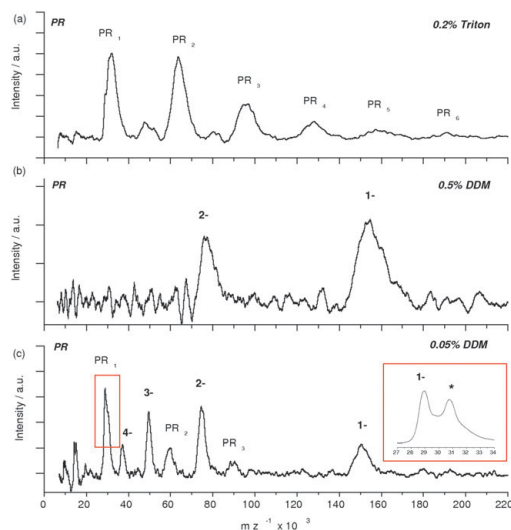 (a) PR 0.2% Triton
PR 1 PR 2 PR 3 PR 4 PR 5 PR 6
Intensity / a.u.
(b) PR 0.5% DDM
2- 1-
Intensity / a.u.
(c) PR 0.05% DDM
PR 1 4- 3- PR 2 2- PR 3 1-
Intensity / a.u.
1- *
27 28 29 30 31 32 33 34
0 20 40 60 80 100 120 140 160 180 200 220
m z -1 x 10 3